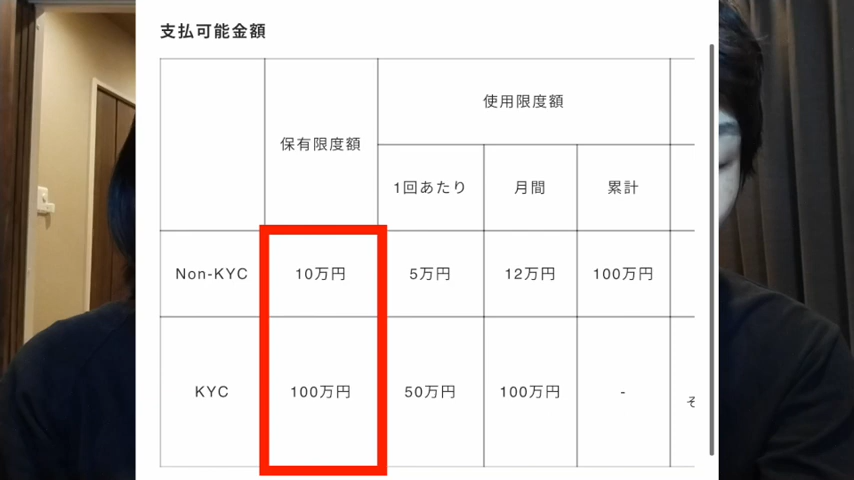 支払可能金額
使用限度額
保有限度額
1回あたり 月間 累計
Non-KYC 10万円 5万円 12万円 100万円
KYC 100万円 50万円 100万円 -
そ